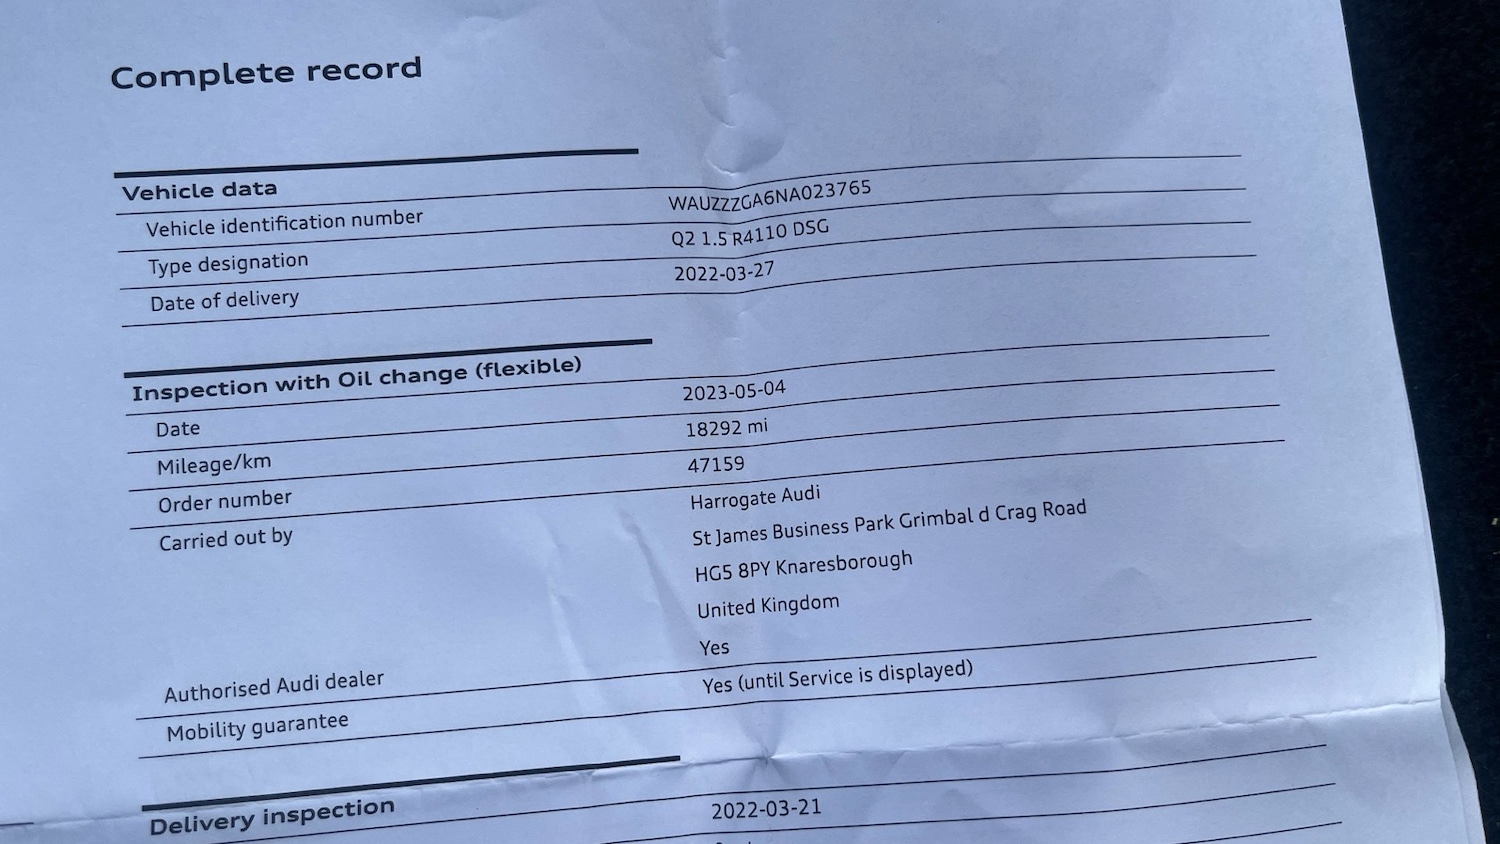 Complete record
Vehicle data
Vehicle identification number WAUZZZGA6NA023765
Type designation Q2 1.5 R4110 DSG
Date of delivery 2022-03-27
Inspection with Oil change (flexible)
Date 2023-05-04
Mileage/km 18292 mi
Order number 47159
Carried out by Harrogate Audi
St James Business Park Grimbal d Crag Road
HG5 8PY Knaresborough
United Kingdom
Authorised Audi dealer Yes
Mobility guarantee Yes (until Service is displayed)
Delivery inspection
2022-03-21